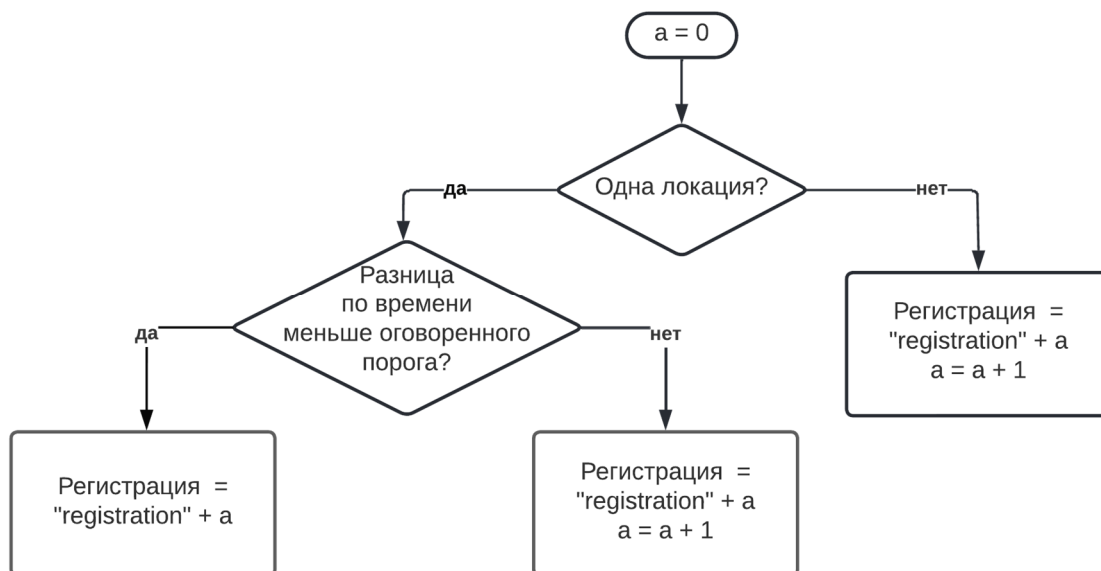 a = 0
Одна локация?
да
нет
Разница
по времени
меньше оговоренного
порога?
Регистрация =
"registration" + a
a = a + 1
да
нет
Регистрация =
"registration" + a
Регистрация =
"registration" + a
a = a + 1